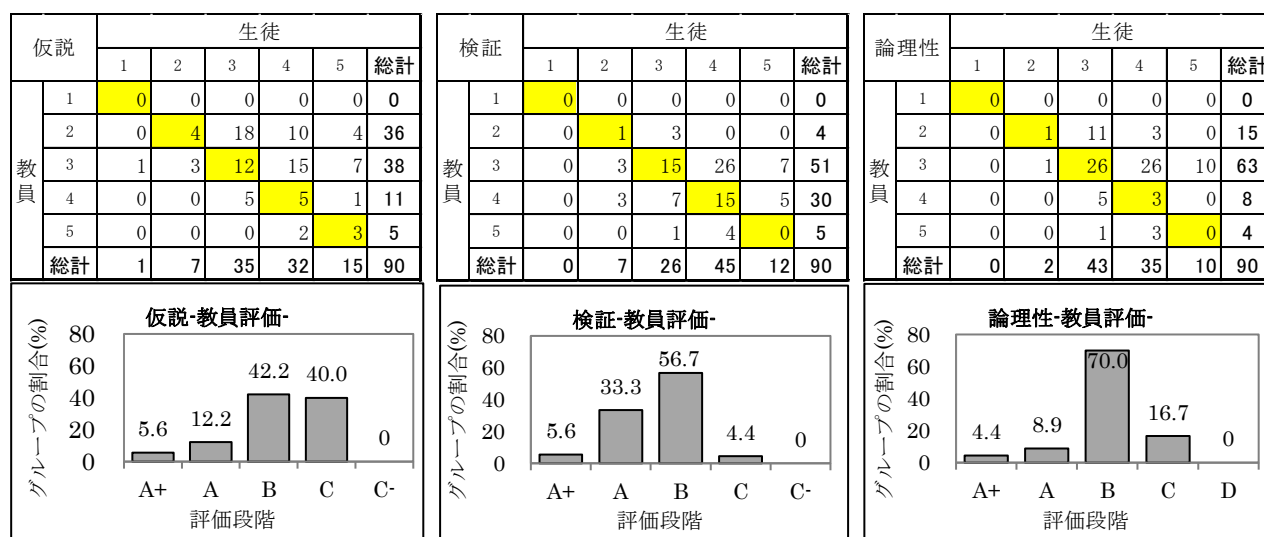 仮説 生徒
1 2 3 4 5 総計
教員 1 0 0 0 0 0 0
2 0 4 18 10 4 36
3 1 3 12 15 7 38
4 0 0 5 5 1 11
5 0 0 0 2 3 5
総計 1 7 35 32 15 90
検証 生徒
1 2 3 4 5 総計
教員 1 0 0 0 0 0 0
2 0 1 3 0 0 4
3 0 3 15 26 7 51
4 0 3 7 15 5 30
5 0 0 1 4 0 5
総計 0 7 26 45 12 90
論理性 生徒
1 2 3 4 5 総計
教員 1 0 0 0 0 0 0
2 0 1 11 3 0 15
3 0 1 26 26 10 63
4 0 0 5 3 0 8
5 0 0 1 3 0 4
総計 0 2 43 35 10 90
仮説-教員評価-
グループの割合(%)
80
60
40
20
0
5.6 12.2 42.2 40.0 0
A+ A B C C-
評価段階
検証-教員評価-
グループの割合(%)
80
60
40
20
0
5.6 33.3 56.7 4.4 0
A+ A B C C-
評価段階
論理性-教員評価-
グループの割合(%)
80
60
40
20
0
4.4 8.9 70.0 16.7 0
A+ A B C D
評価段階